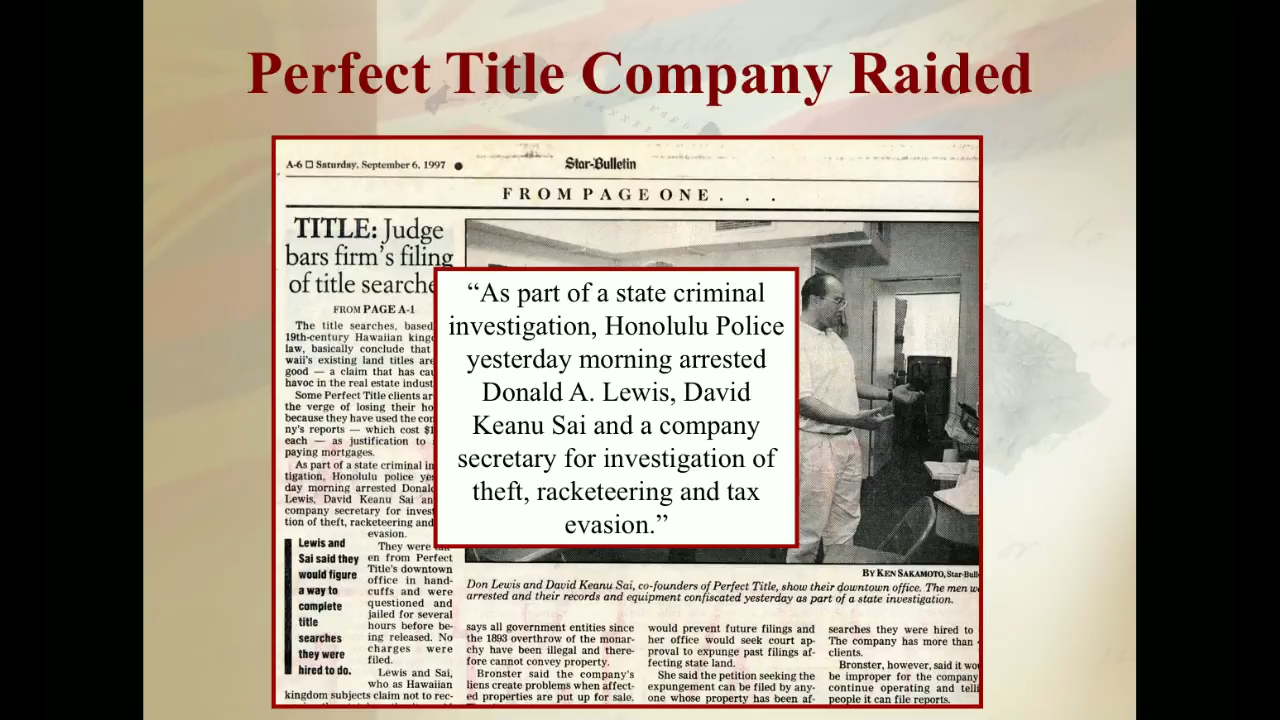 Perfect Title Company Raided
A-6 □ Saturday, September 6, 1997 ●
Star-Bulletin
FROM PAGE ONE . . .
TITLE: Judge
bars firm's filing
of title searche
FROM PAGE A-1
The title searches, based
19th-century Hawaiian
law, basically conclude that
waii's existing land titles are
good — a claim that has
havoc in the real estate
Some Perfect Title clients
the verge of losing their
because they have used the
ny's reports — which cost
each — as justification to
paying mortgages.
As part of a state criminal in
tigation, Honolulu police
day morning arrested
Lewis, David Keanu Sai
company secretary for
tion of theft, racketeering and
evasion.
They were
en from Perfect
Title's downtown
office in hand-
cuffs and were
questioned and
jailed for several
hours before be-
ing released. No
charges were
filed.
Lewis and Sai,
who as Hawaiian
kingdom subjects claim not to rec-
Lewis and
Sai said they
would figure
a way to
complete
title
searches
they were
hired to do.
“As part of a state criminal
investigation, Honolulu Police
yesterday morning arrested
Donald A. Lewis, David
Keanu Sai and a company
secretary for investigation of
theft, racketeering and tax
evasion.”
BY KEN SAKAMOTO, Star-Bull
Don Lewis and David Keanu Sai, co-founders of Perfect Title, show their downtown office. The men
arrested and their records and equipment confiscated yesterday as part of a state investigation.
says all government entities since
the 1893 overthrow of the monar-
chy have been illegal and there-
fore cannot convey property.
Bronster said the company's
liens create problems when affect-
ed properties are put up for sale.
would prevent future filings and
her office would seek court ap-
proval to expunge past filings af-
fecting state land.
She said the petition seeking the
expungement can be filed by any-
one whose property has been af-
searches they were hired to
The company has more than
clients.
Bronster, however, said it
be improper for the company
continue operating and
people it can file reports.